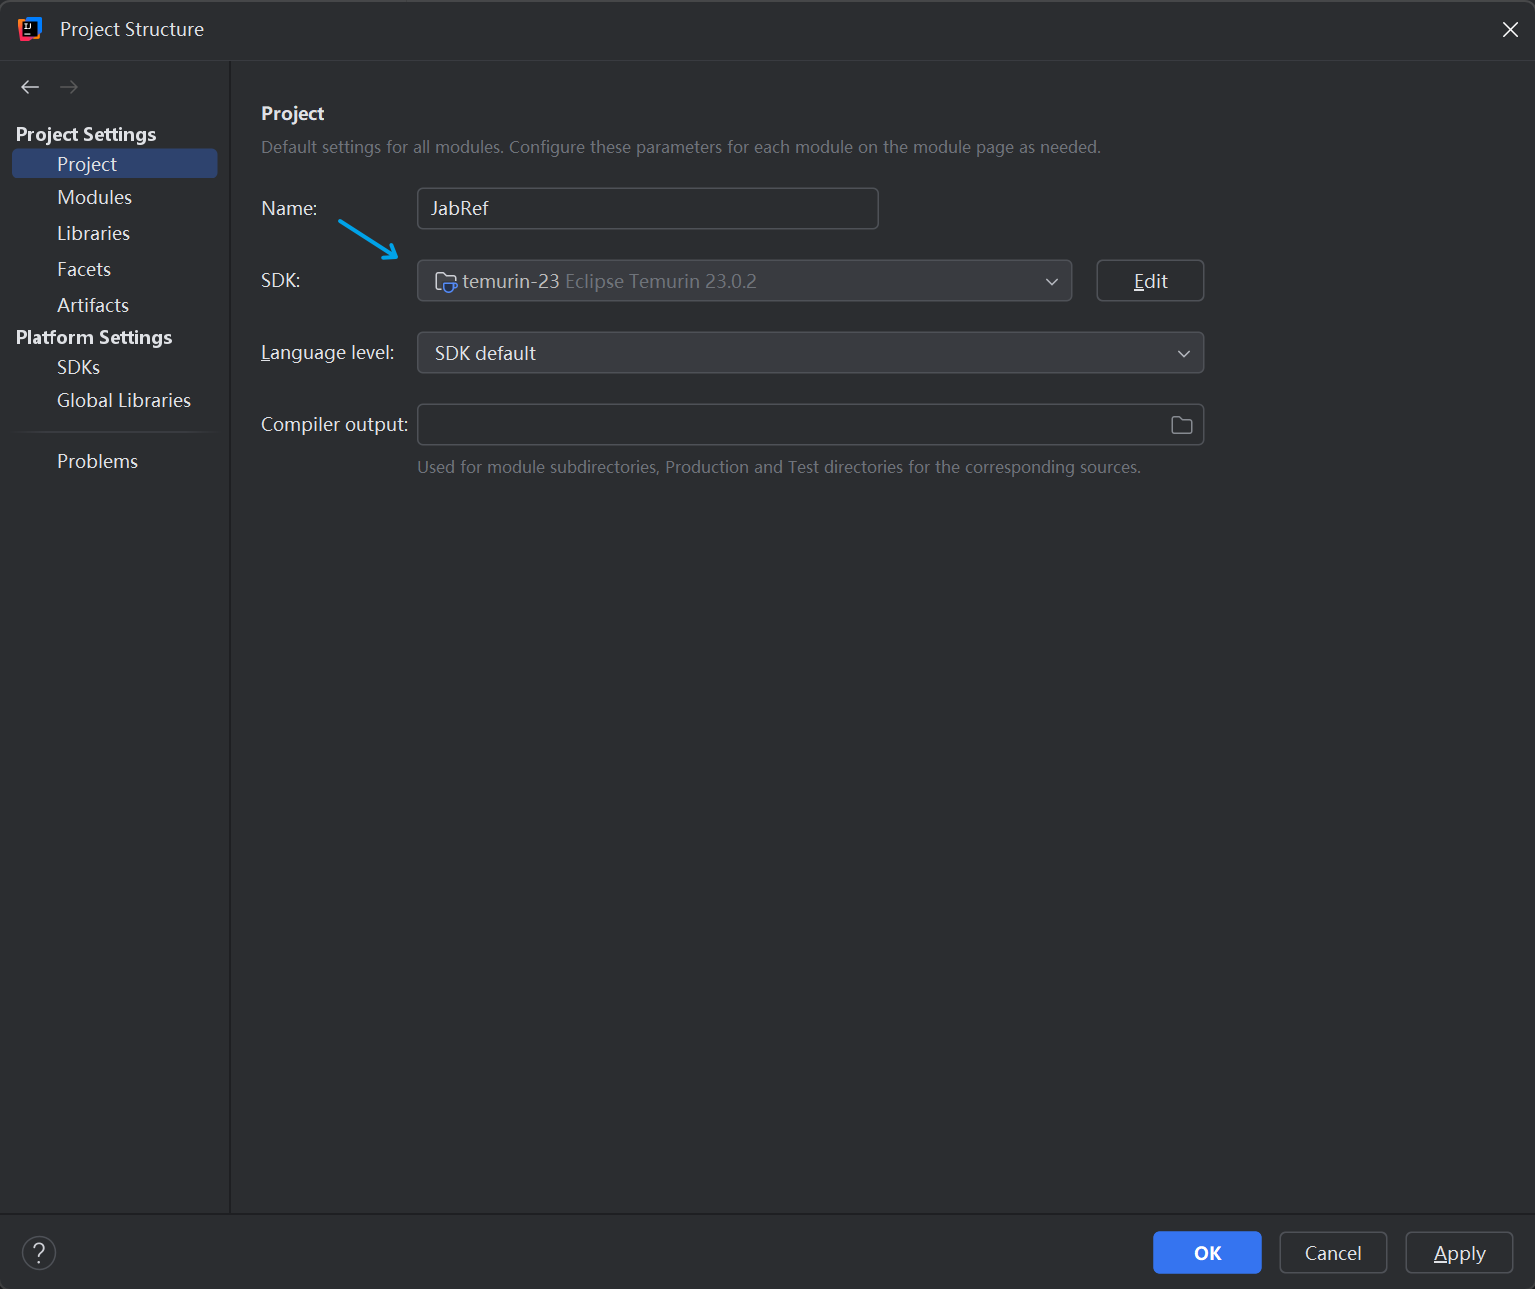 Project Structure
Project Settings
Project
Modules
Libraries
Facets
Artifacts
Platform Settings
SDKs
Global Libraries
Problems
Project
Default settings for all modules. Configure these parameters for each module on the module page as needed.
Name: JabRef
SDK: temurin-23 Eclipse Temurin 23.0.2 Edit
Language level: SDK default
Compiler output:
Used for module subdirectories, Production and Test directories for the corresponding sources.
? OK Cancel Apply